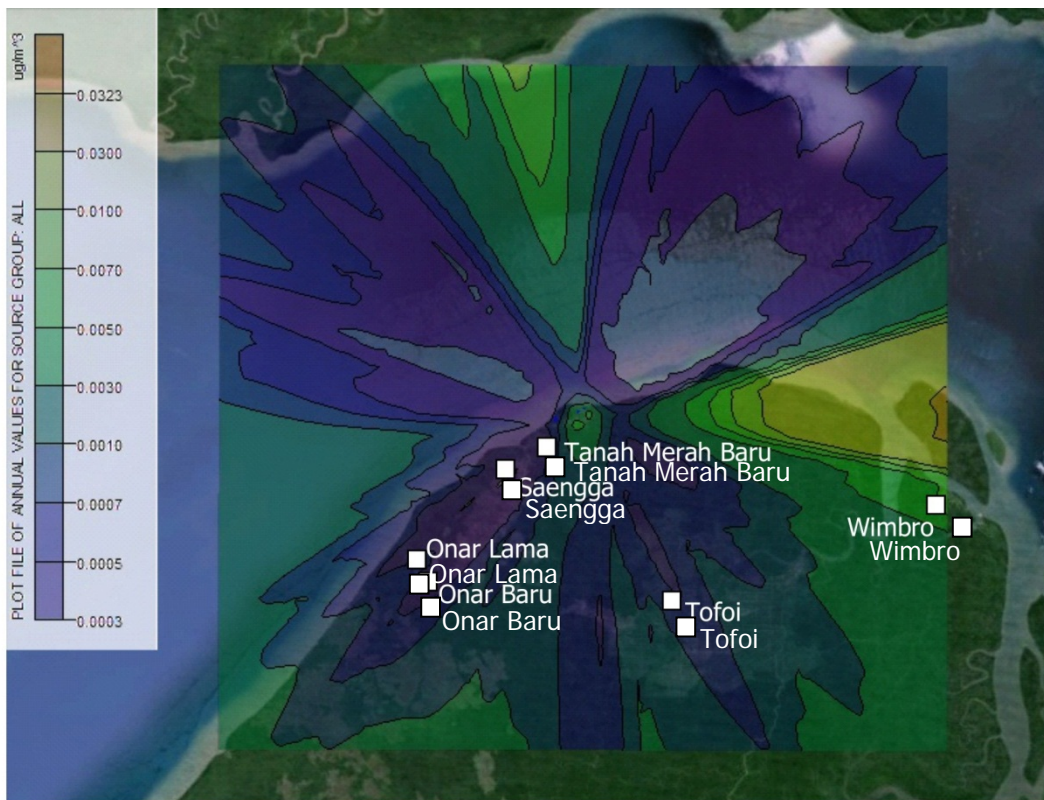 ug/m^3
PLOT FILE OF ANNUAL VALUES FOR SOURCE GROUP: ALL
0.0323
0.0300
0.0100
0.0070
0.0050
0.0030
0.0010
0.0007
0.0005
0.0003
Tanah Merah Baru
Tanah Merah Baru
Saengga
Saengga
Wimbro
Wimbro
Onar Lama
Onar Lama
Onar Baru
Onar Baru
Tofoi
Tofoi